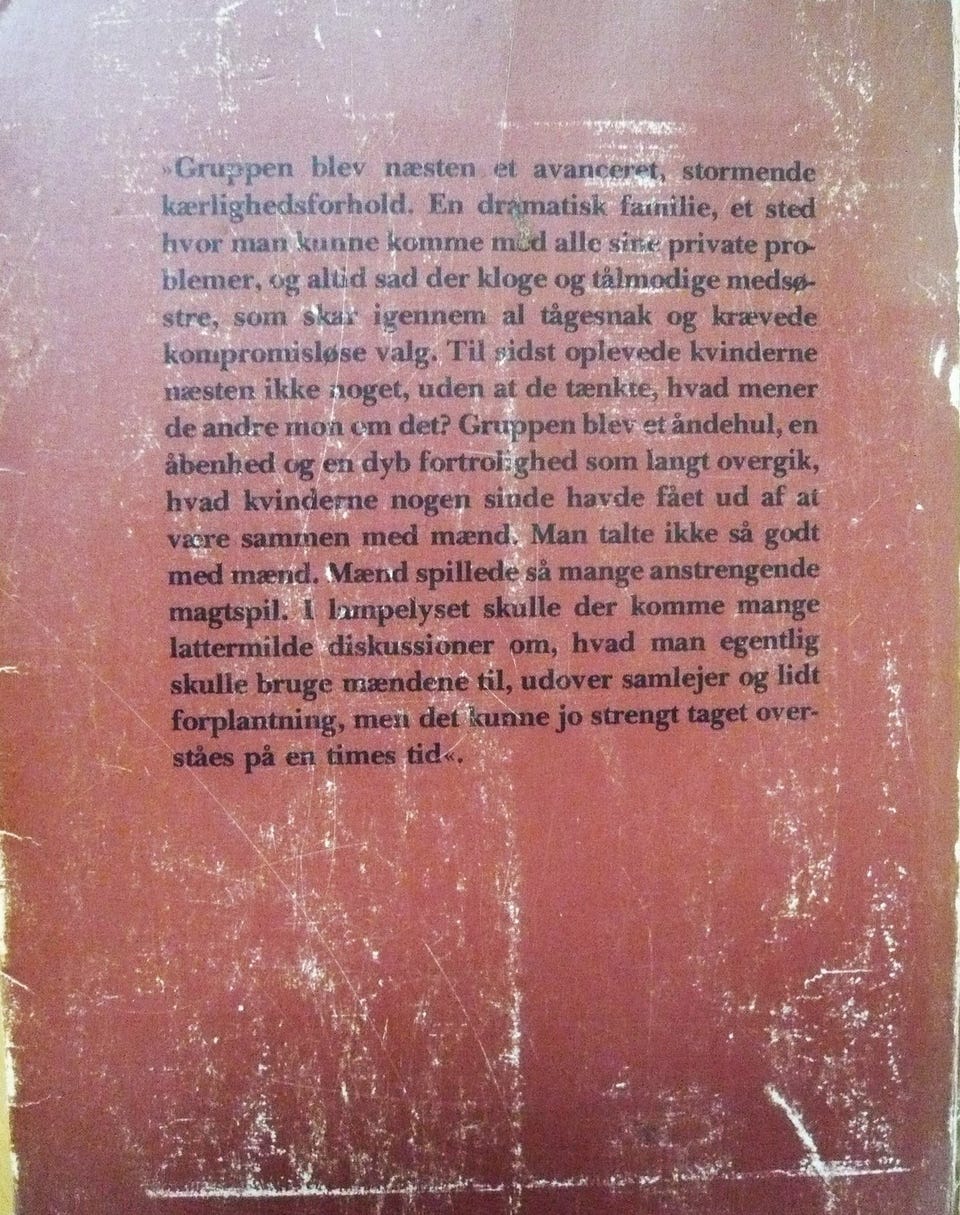 »Gruppen blev næsten et avanceret, stormende
kærlighedsforhold. En dramatisk familie, et sted
hvor man kunne komme med alle sine private pro-
blemer, og altid sad der kloge og tålmodige medsø-
stre, som skar igennem al tågesnak og krævede
kompromisløse valg. Til sidst oplevede kvinderne
næsten ikke noget, uden at de tænkte, hvad mener
de andre mon om det? Gruppen blev et åndehul, en
åbenhed og en dyb fortrolighed som langt overgik,
hvad kvinderne nogen sinde havde fået ud af at
være sammen med mænd. Man talte ikke så godt
med mænd. Mænd spillede så mange anstrengende
magtspil. I lampelyset skulle der komme mange
lattermilde diskussioner om, hvad man egentlig
skulle bruge mændene til, udover samlejer og lidt
forplantning, men det kunne jo strengt taget over-
ståes på en times tid«.